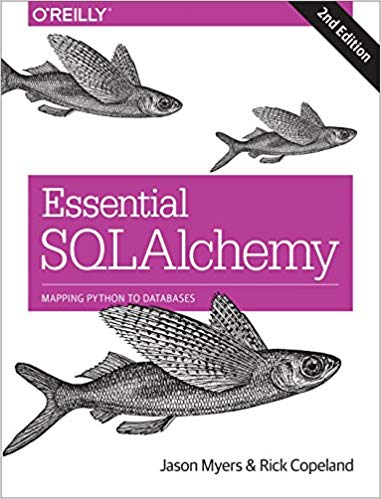 O'REILLY®
2nd Edition
Essential
SQLAlchemy
MAPPING PYTHON TO DATABASES
Jason Myers & Rick Copeland